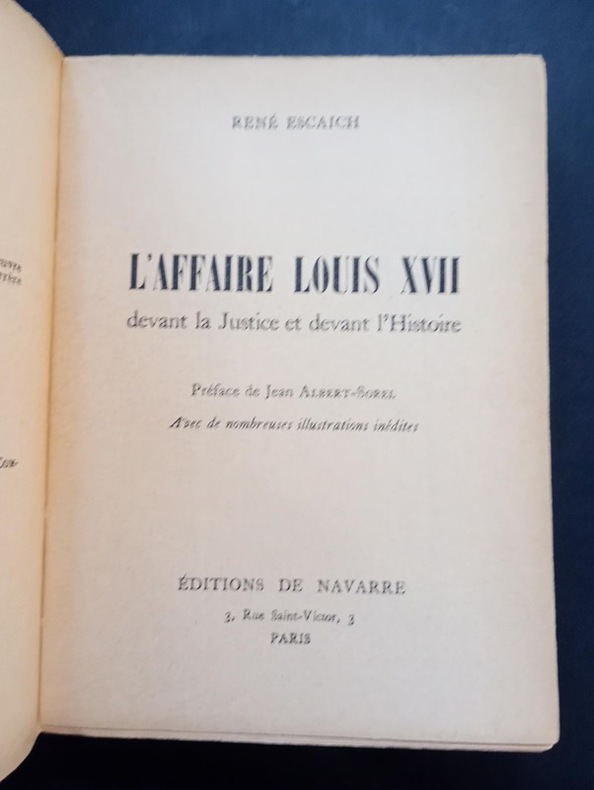 RENÉ ESCAICH
L'AFFAIRE LOUIS XVII
devant la Justice et devant l'Histoire
Préface de Jean ALBERT-SOREL
Avec de nombreuses illustrations inédites
ÉDITIONS DE NAVARRE
3, Rue Saint-Victor, 3
PARIS